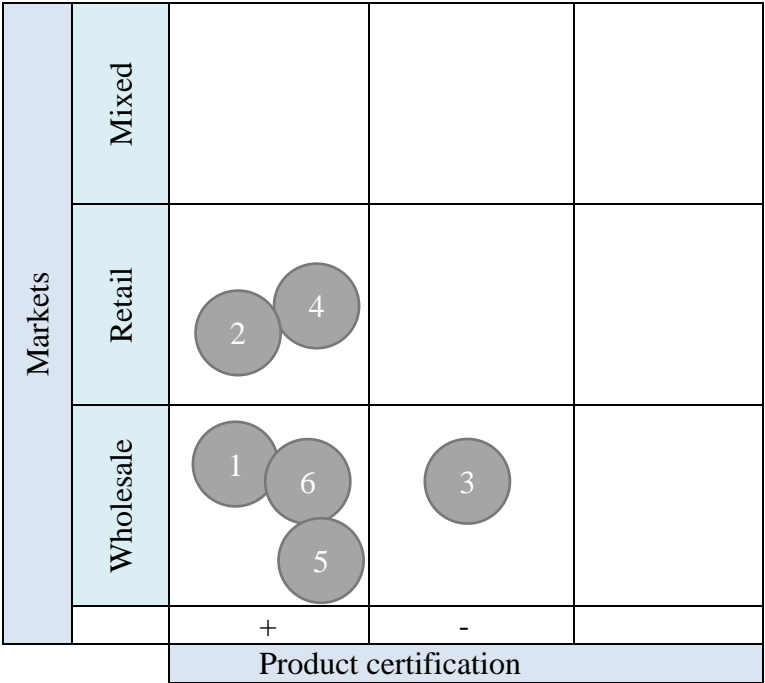 Markets
Mixed
Retail
4
2
Wholesale
1
6
3
5
+ -
Product certification